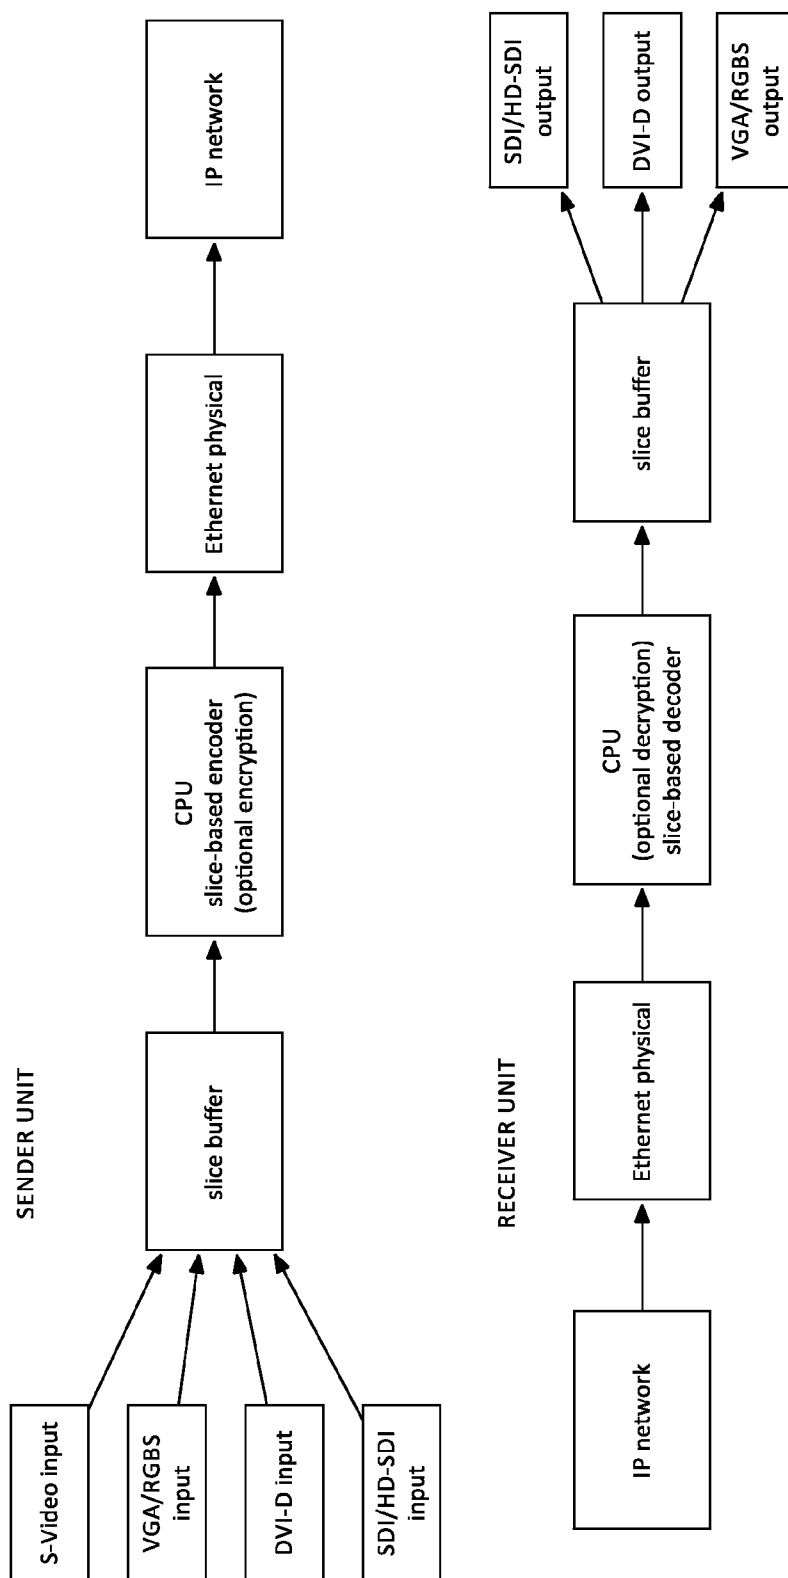 SENDER UNIT
S-Video input
VGA/RGBS
input
DVI-D input
SDI/HD-SDI
input
slice buffer
CPU
slice-based encoder
(optional encryption)
Ethernet physical
IP network
RECEIVER UNIT
IP network
Ethernet physical
CPU
(optional decryption)
slice-based decoder
slice buffer
SDI/HD-SDI
output
DVI-D output
VGA/RGBS
output